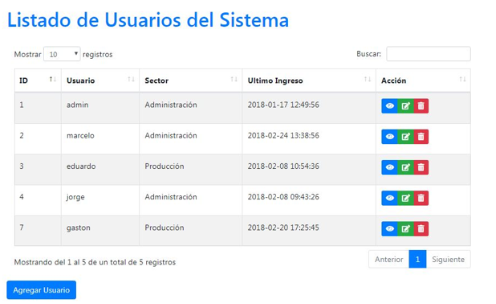 Listado de Usuarios del Sistema
Mostrar 10 registros Buscar:
ID Usuario Sector Ultimo Ingreso Acción
1 admin Administración 2018-01-17 12:49:56
2 marcelo Administración 2018-02-24 13:38:56
3 eduardo Producción 2018-02-08 10:54:36
4 jorge Administración 2018-02-08 09:43:26
7 gaston Producción 2018-02-20 17:25:45
Mostrando del 1 al 5 de un total de 5 registros Anterior 1 Siguiente
Agregar Usuario